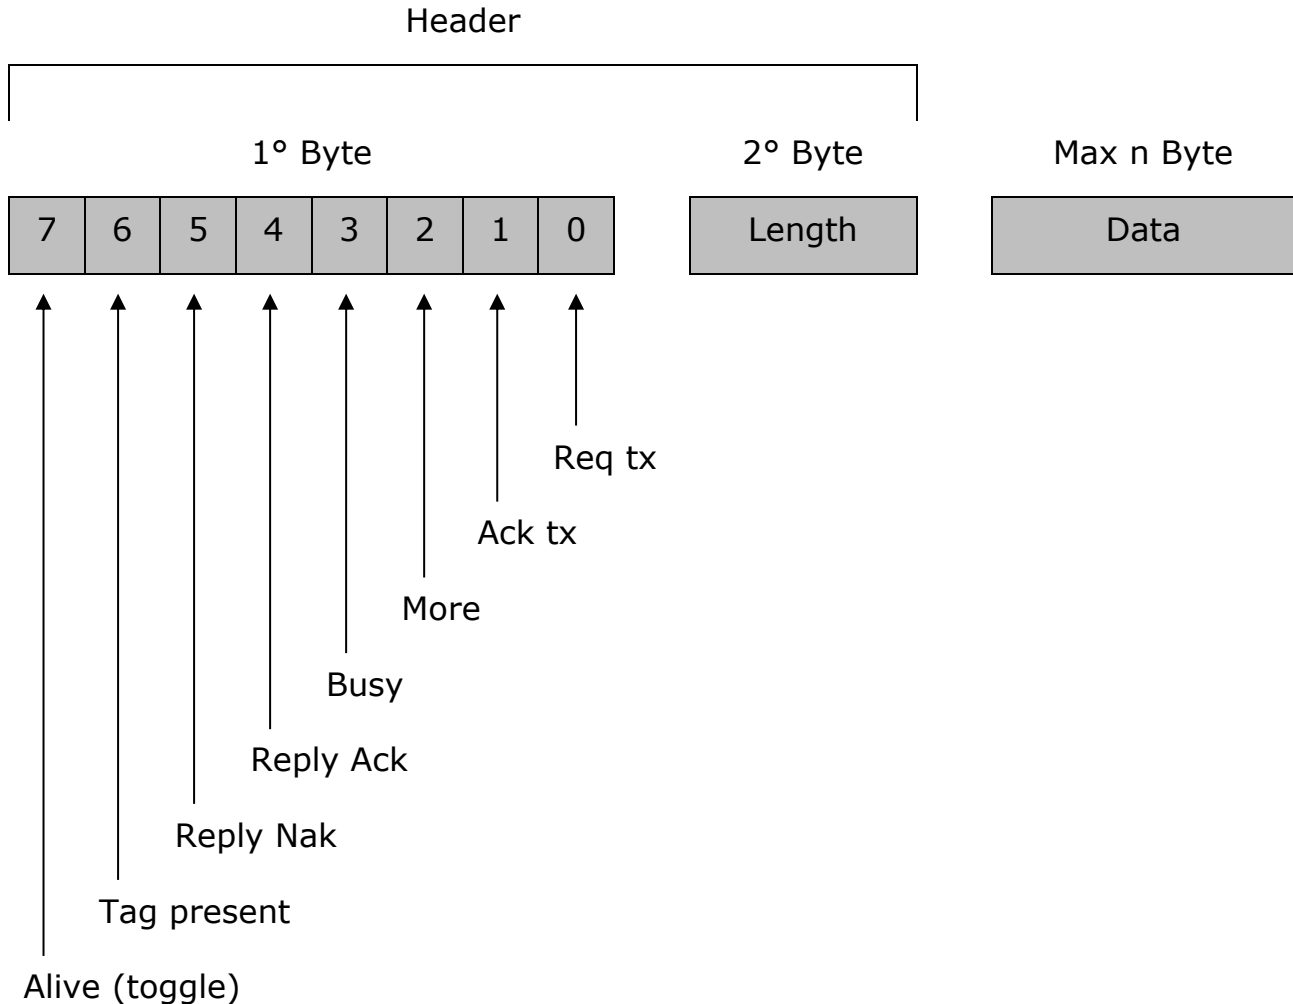 Header
1° Byte 2° Byte Max n Byte
7 6 5 4 3 2 1 0 Length Data
Req tx
Ack tx
More
Busy
Reply Ack
Reply Nak
Tag present
Alive (toggle)